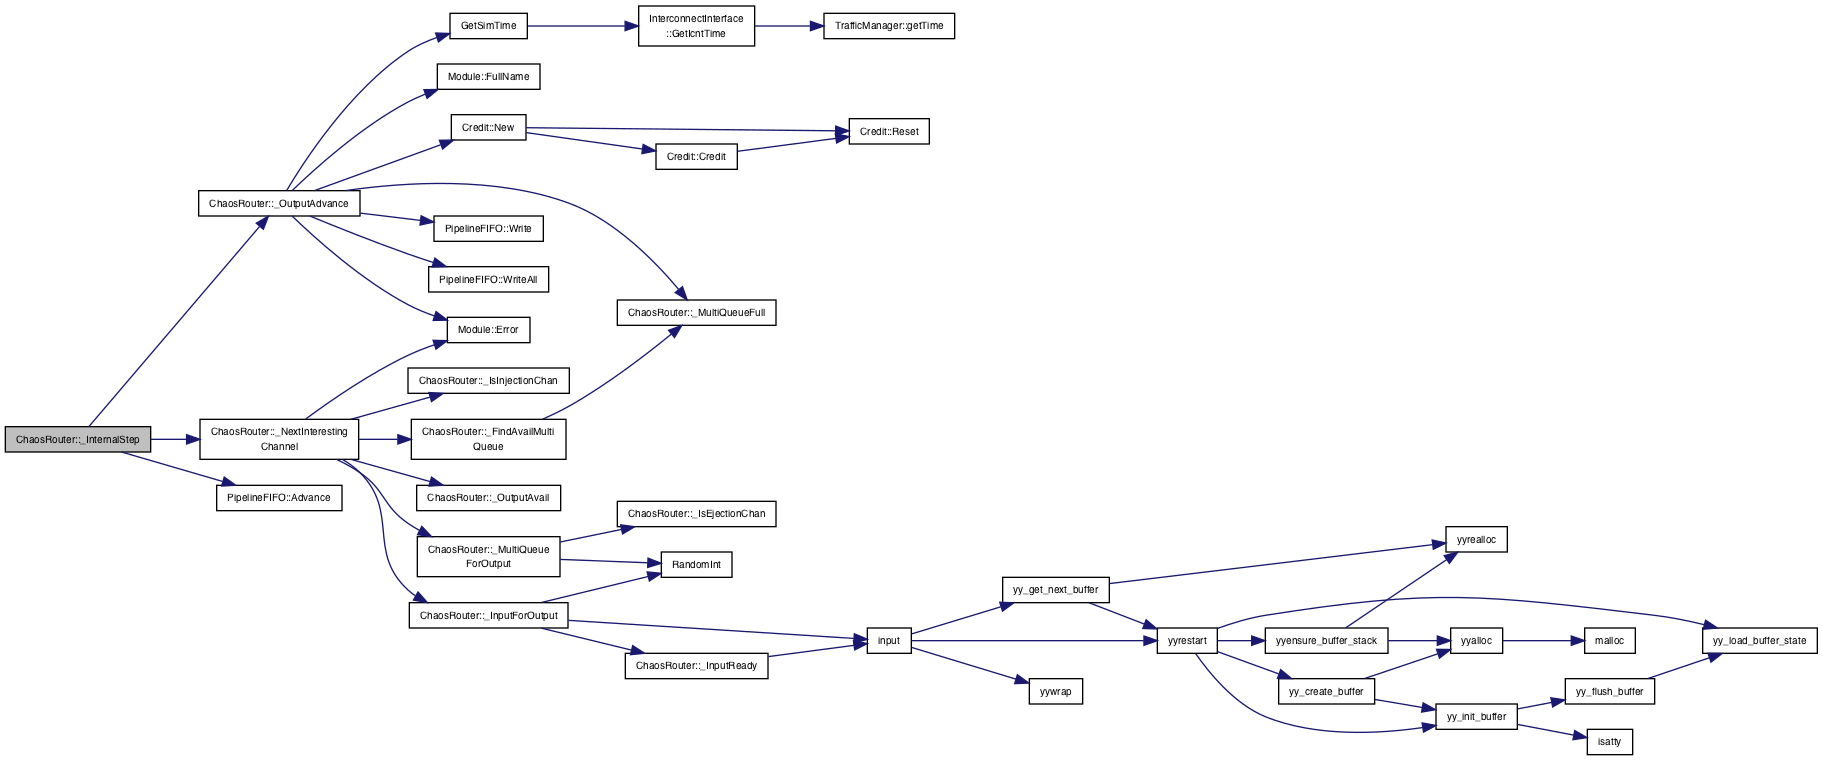 GetSimTime
InterconnectInterface
::GetIcntTime
TrafficManager::getTime
Module::FullName
Credit::New
Credit::Reset
Credit::Credit
ChaosRouter::_OutputAdvance
PipelineFIFO::Write
PipelineFIFO::WriteAll
ChaosRouter::_MultiQueueFull
Module::Error
ChaosRouter::_IsInjectionChan
ChaosRouter::_InternalStep
ChaosRouter::_NextInteresting
Channel
ChaosRouter::_FindAvailMulti
Queue
PipelineFIFO::Advance
ChaosRouter::_OutputAvail
ChaosRouter::_IsEjectionChan
ChaosRouter::_MultiQueue
ForOutput
RandomInt
yyrealloc
yy_get_next_buffer
ChaosRouter::_InputForOutput
input
yyrestart
yyensure_buffer_stack
yyalloc
malloc
yy_load_buffer_state
ChaosRouter::_InputReady
yywrap
yy_create_buffer
yy_flush_buffer
yy_init_buffer
isatty